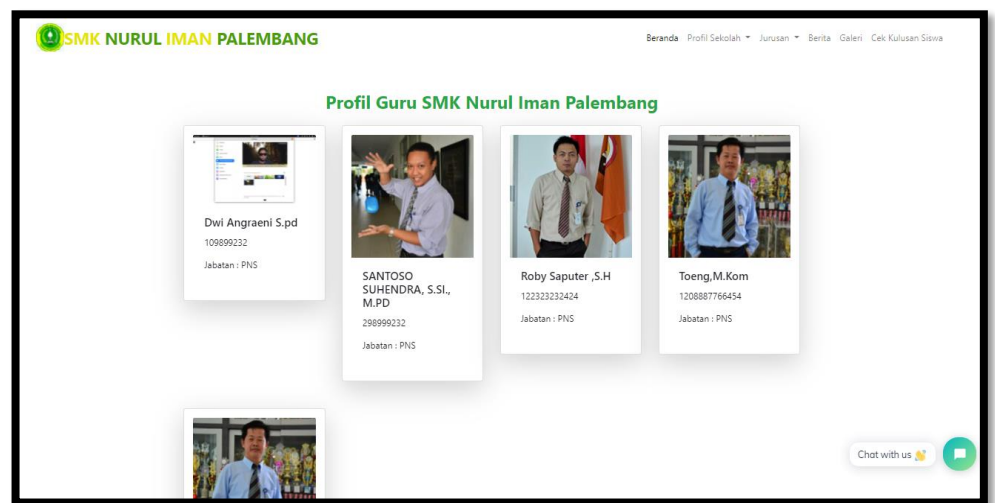 SMK NURUL IMAN PALEMBANG
Beranda Profil Sekolah Jurusan Berita Galeri Cek Kulusan Siswa
Profil Guru SMK Nurul Iman Palembang
Dwi Angraeni S.pd
109899232
Jabatan : PNS
SANTOSO
SUHENDRA, S.SI.,
M.PD
298999232
Jabatan : PNS
Roby Saputer ,S.H
122323232424
Jabatan : PNS
Toeng,M.Kom
1208887766454
Jabatan : PNS
Chat with us 👋